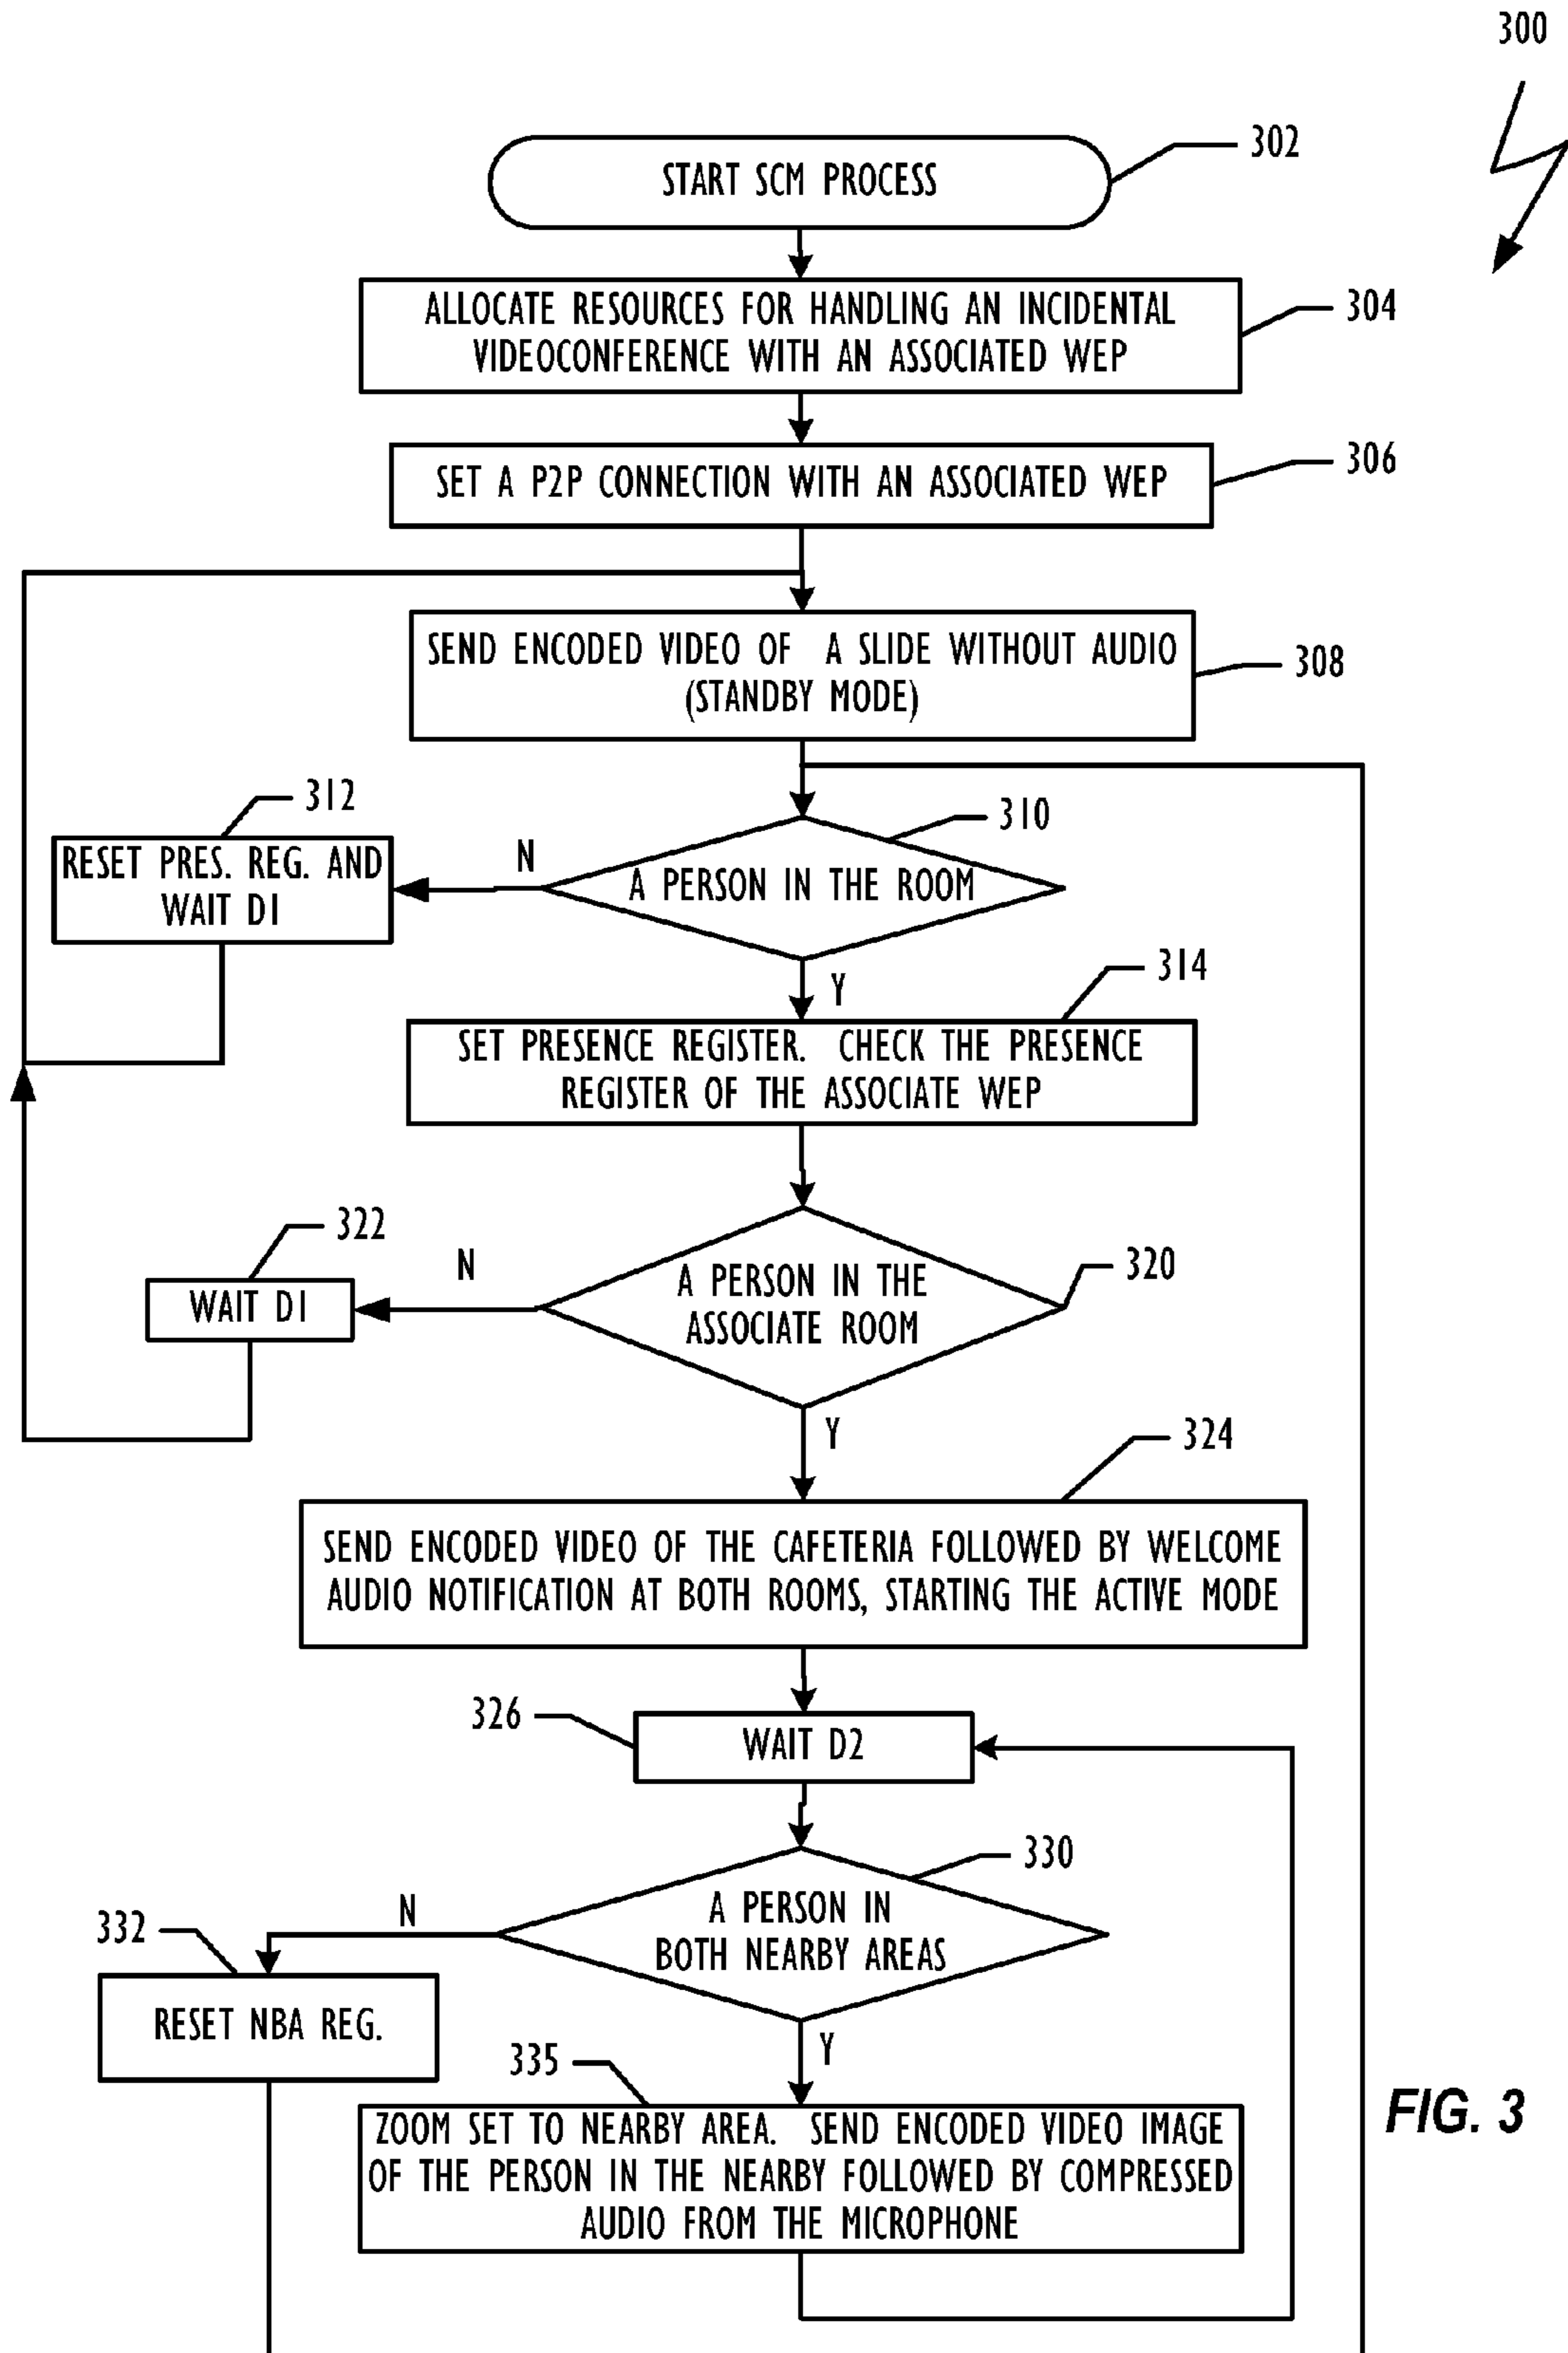 300
302
START SCM PROCESS
304
ALLOCATE RESOURCES FOR HANDLING AN INCIDENTAL
VIDEOCONFERENCE WITH AN ASSOCIATED WEP
306
SET A P2P CONNECTION WITH AN ASSOCIATED WEP
SEND ENCODED VIDEO OF A SLIDE WITHOUT AUDIO
(STANDBY MODE)
308
312
310
RESET PRES. REG. AND
WAIT D1
N
A PERSON IN THE ROOM
Y
314
SET PRESENCE REGISTER. CHECK THE PRESENCE
REGISTER OF THE ASSOCIATE WEP
322
N
320
WAIT D1
A PERSON IN THE
ASSOCIATE ROOM
Y
324
SEND ENCODED VIDEO OF THE CAFETERIA FOLLOWED BY WELCOME
AUDIO NOTIFICATION AT BOTH ROOMS, STARTING THE ACTIVE MODE
326
WAIT D2
330
N
332
A PERSON IN
BOTH NEARBY AREAS
RESET NBA REG.
Y
335
ZOOM SET TO NEARBY AREA. SEND ENCODED VIDEO IMAGE
OF THE PERSON IN THE NEARBY FOLLOWED BY COMPRESSED
AUDIO FROM THE MICROPHONE
FIG. 3